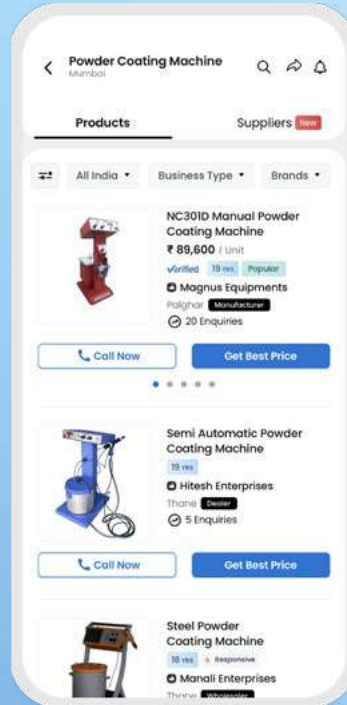 Powder Coating Machine
Mumbai
Products
Suppliers New
All India
Business Type
Brands
NC301D Manual Powder
Coating Machine
₹ 89,600 / Unit
Verified 19 YRS Popular
Magnus Equipments
Palghar Manufacturer
20 Enquiries
Call Now
Get Best Price
Semi Automatic Powder
Coating Machine
19 YRS
Hitesh Enterprises
Thane Dealer
5 Enquiries
Call Now
Get Best Price
Steel Powder
Coating Machine
18 YRS Responsive
Manali Enterprises
Thane Wholesaler